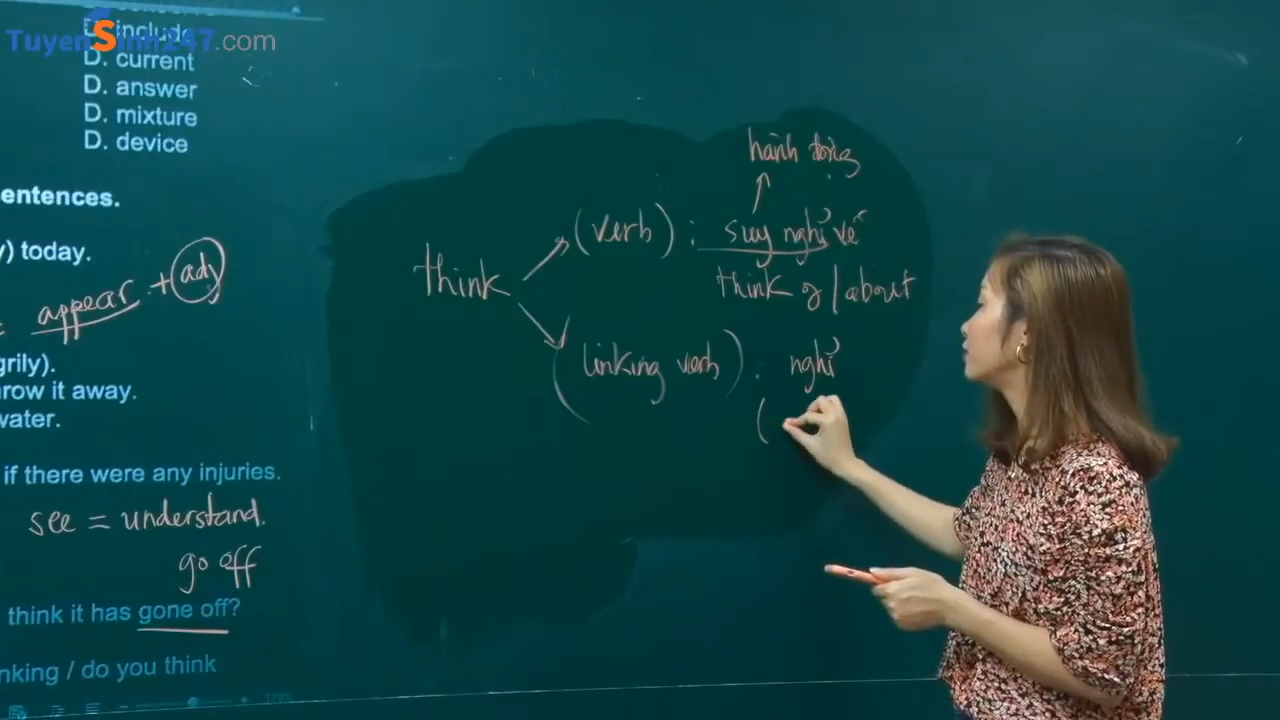 D. include
TuyenSinh247.com
D. current
D. answer
D. mixture
D. device
entences.
y) today.
appear + adj
grily).
row it away.
water.
if there were any injuries.
see = understand.
go off
think it has gone off?
nking / do you think
hành động
think
(verb) : suy nghĩ về
think of / about
(linking verb) : nghĩ
(